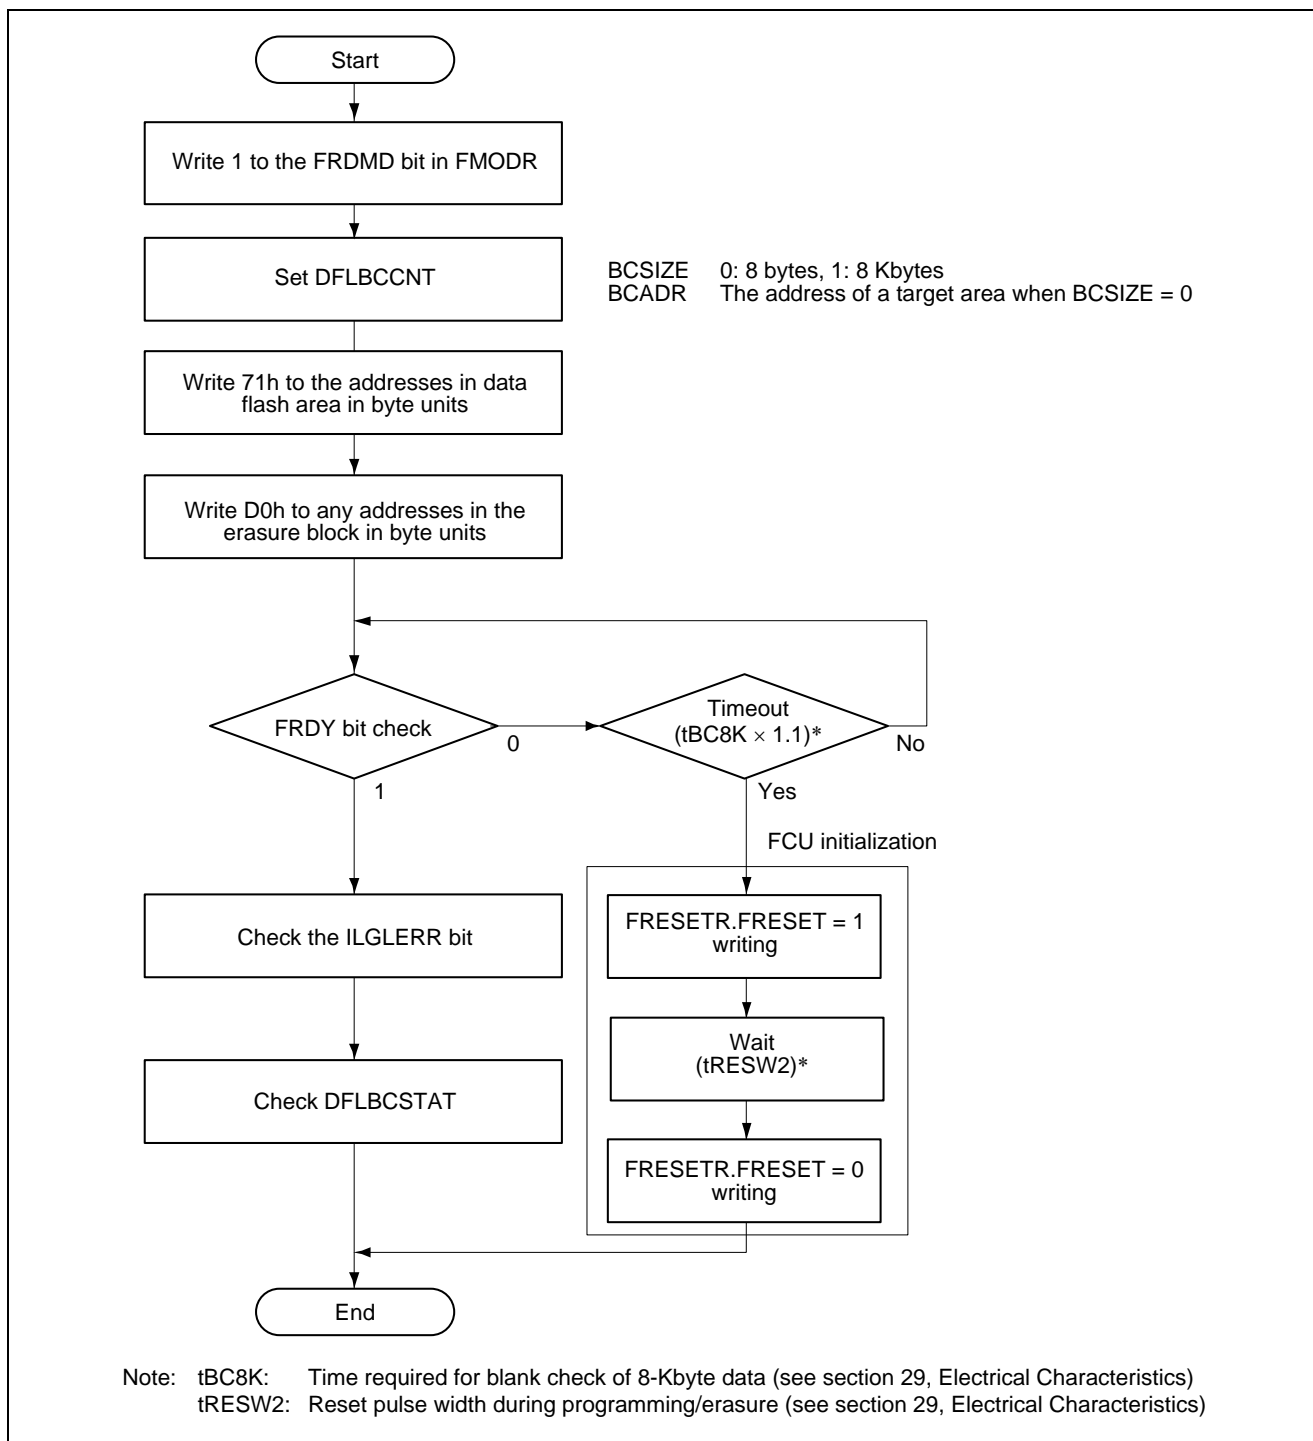 Start
Write 1 to the FRDMD bit in FMODR
Set DFLBCCNT
BCSIZE 0: 8 bytes, 1: 8 Kbytes
BCADR The address of a target area when BCSIZE = 0
Write 71h to the addresses in data
flash area in byte units
Write D0h to any addresses in the
erasure block in byte units
FRDY bit check
0
1
Timeout
(tBC8K × 1.1)*
No
Yes
FCU initialization
FRESETR.FRESET = 1
writing
Wait
(tRESW2)*
FRESETR.FRESET = 0
writing
Check the ILGLERR bit
Check DFLBCSTAT
End
Note: tBC8K: Time required for blank check of 8-Kbyte data (see section 29, Electrical Characteristics)
tRESW2: Reset pulse width during programming/erasure (see section 29, Electrical Characteristics)